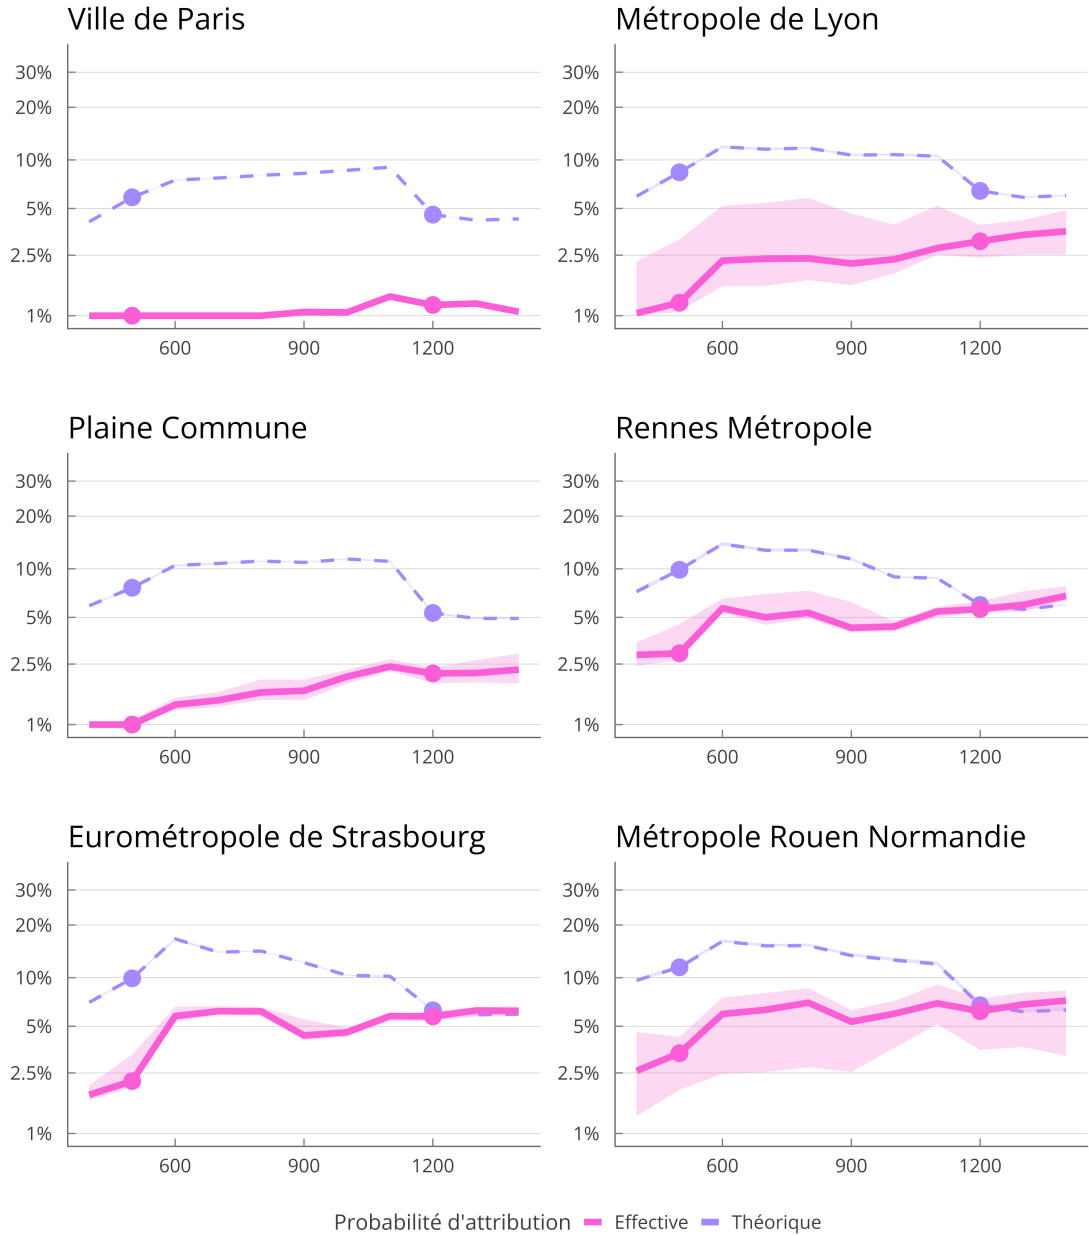 Ville de Paris
30%
20%
10%
5%
2.5%
1%
600 900 1200
Métropole de Lyon
30%
20%
10%
5%
2.5%
1%
600 900 1200
Plaine Commune
30%
20%
10%
5%
2.5%
1%
600 900 1200
Rennes Métropole
30%
20%
10%
5%
2.5%
1%
600 900 1200
Eurométropole de Strasbourg
30%
20%
10%
5%
2.5%
1%
600 900 1200
Métropole Rouen Normandie
30%
20%
10%
5%
2.5%
1%
600 900 1200
Probabilité d'attribution Effective Théorique